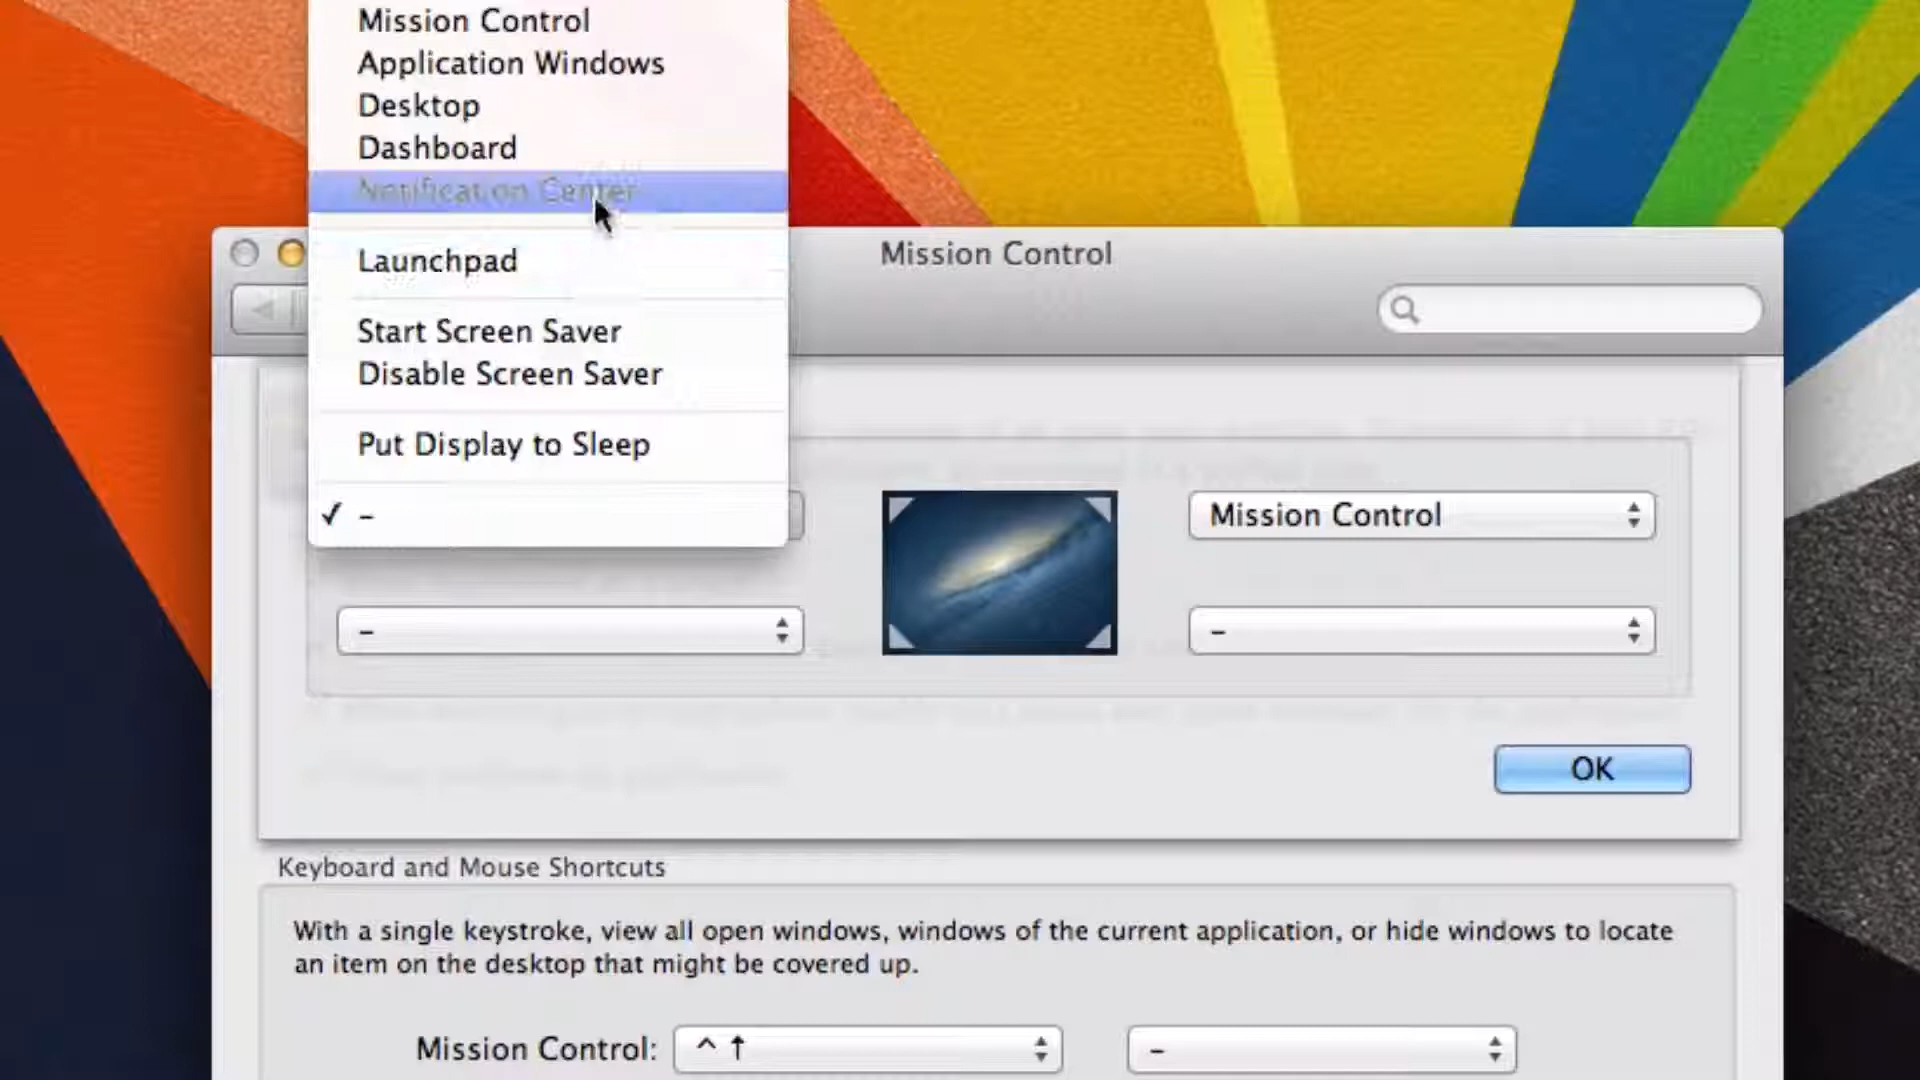 Mission Control
Application Windows
Desktop
Dashboard
Notification Center
Launchpad
Start Screen Saver
Disable Screen Saver
Put Display to Sleep
✓ –
Mission Control
Mission Control
–
–
OK
Keyboard and Mouse Shortcuts
With a single keystroke, view all open windows, windows of the current application, or hide windows to locate
an item on the desktop that might be covered up.
Mission Control: ^ ↑ –